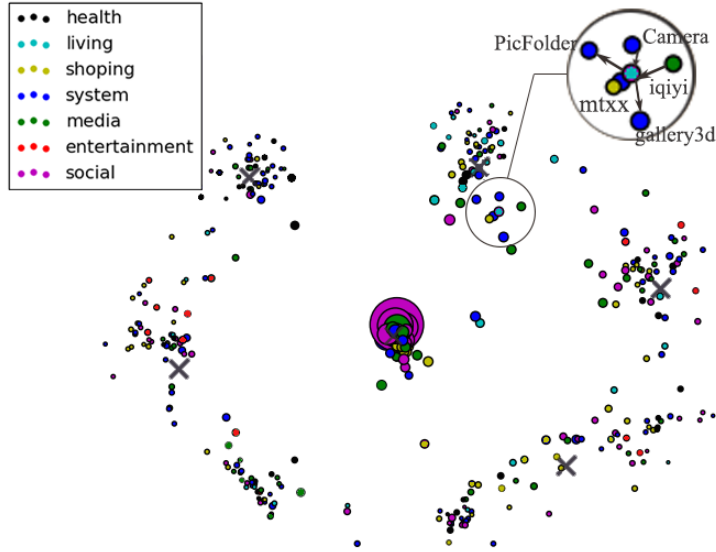 health
living
shoping
system
media
entertainment
social
PicFolder
Camera
iqiyi
mtxx
gallery3d